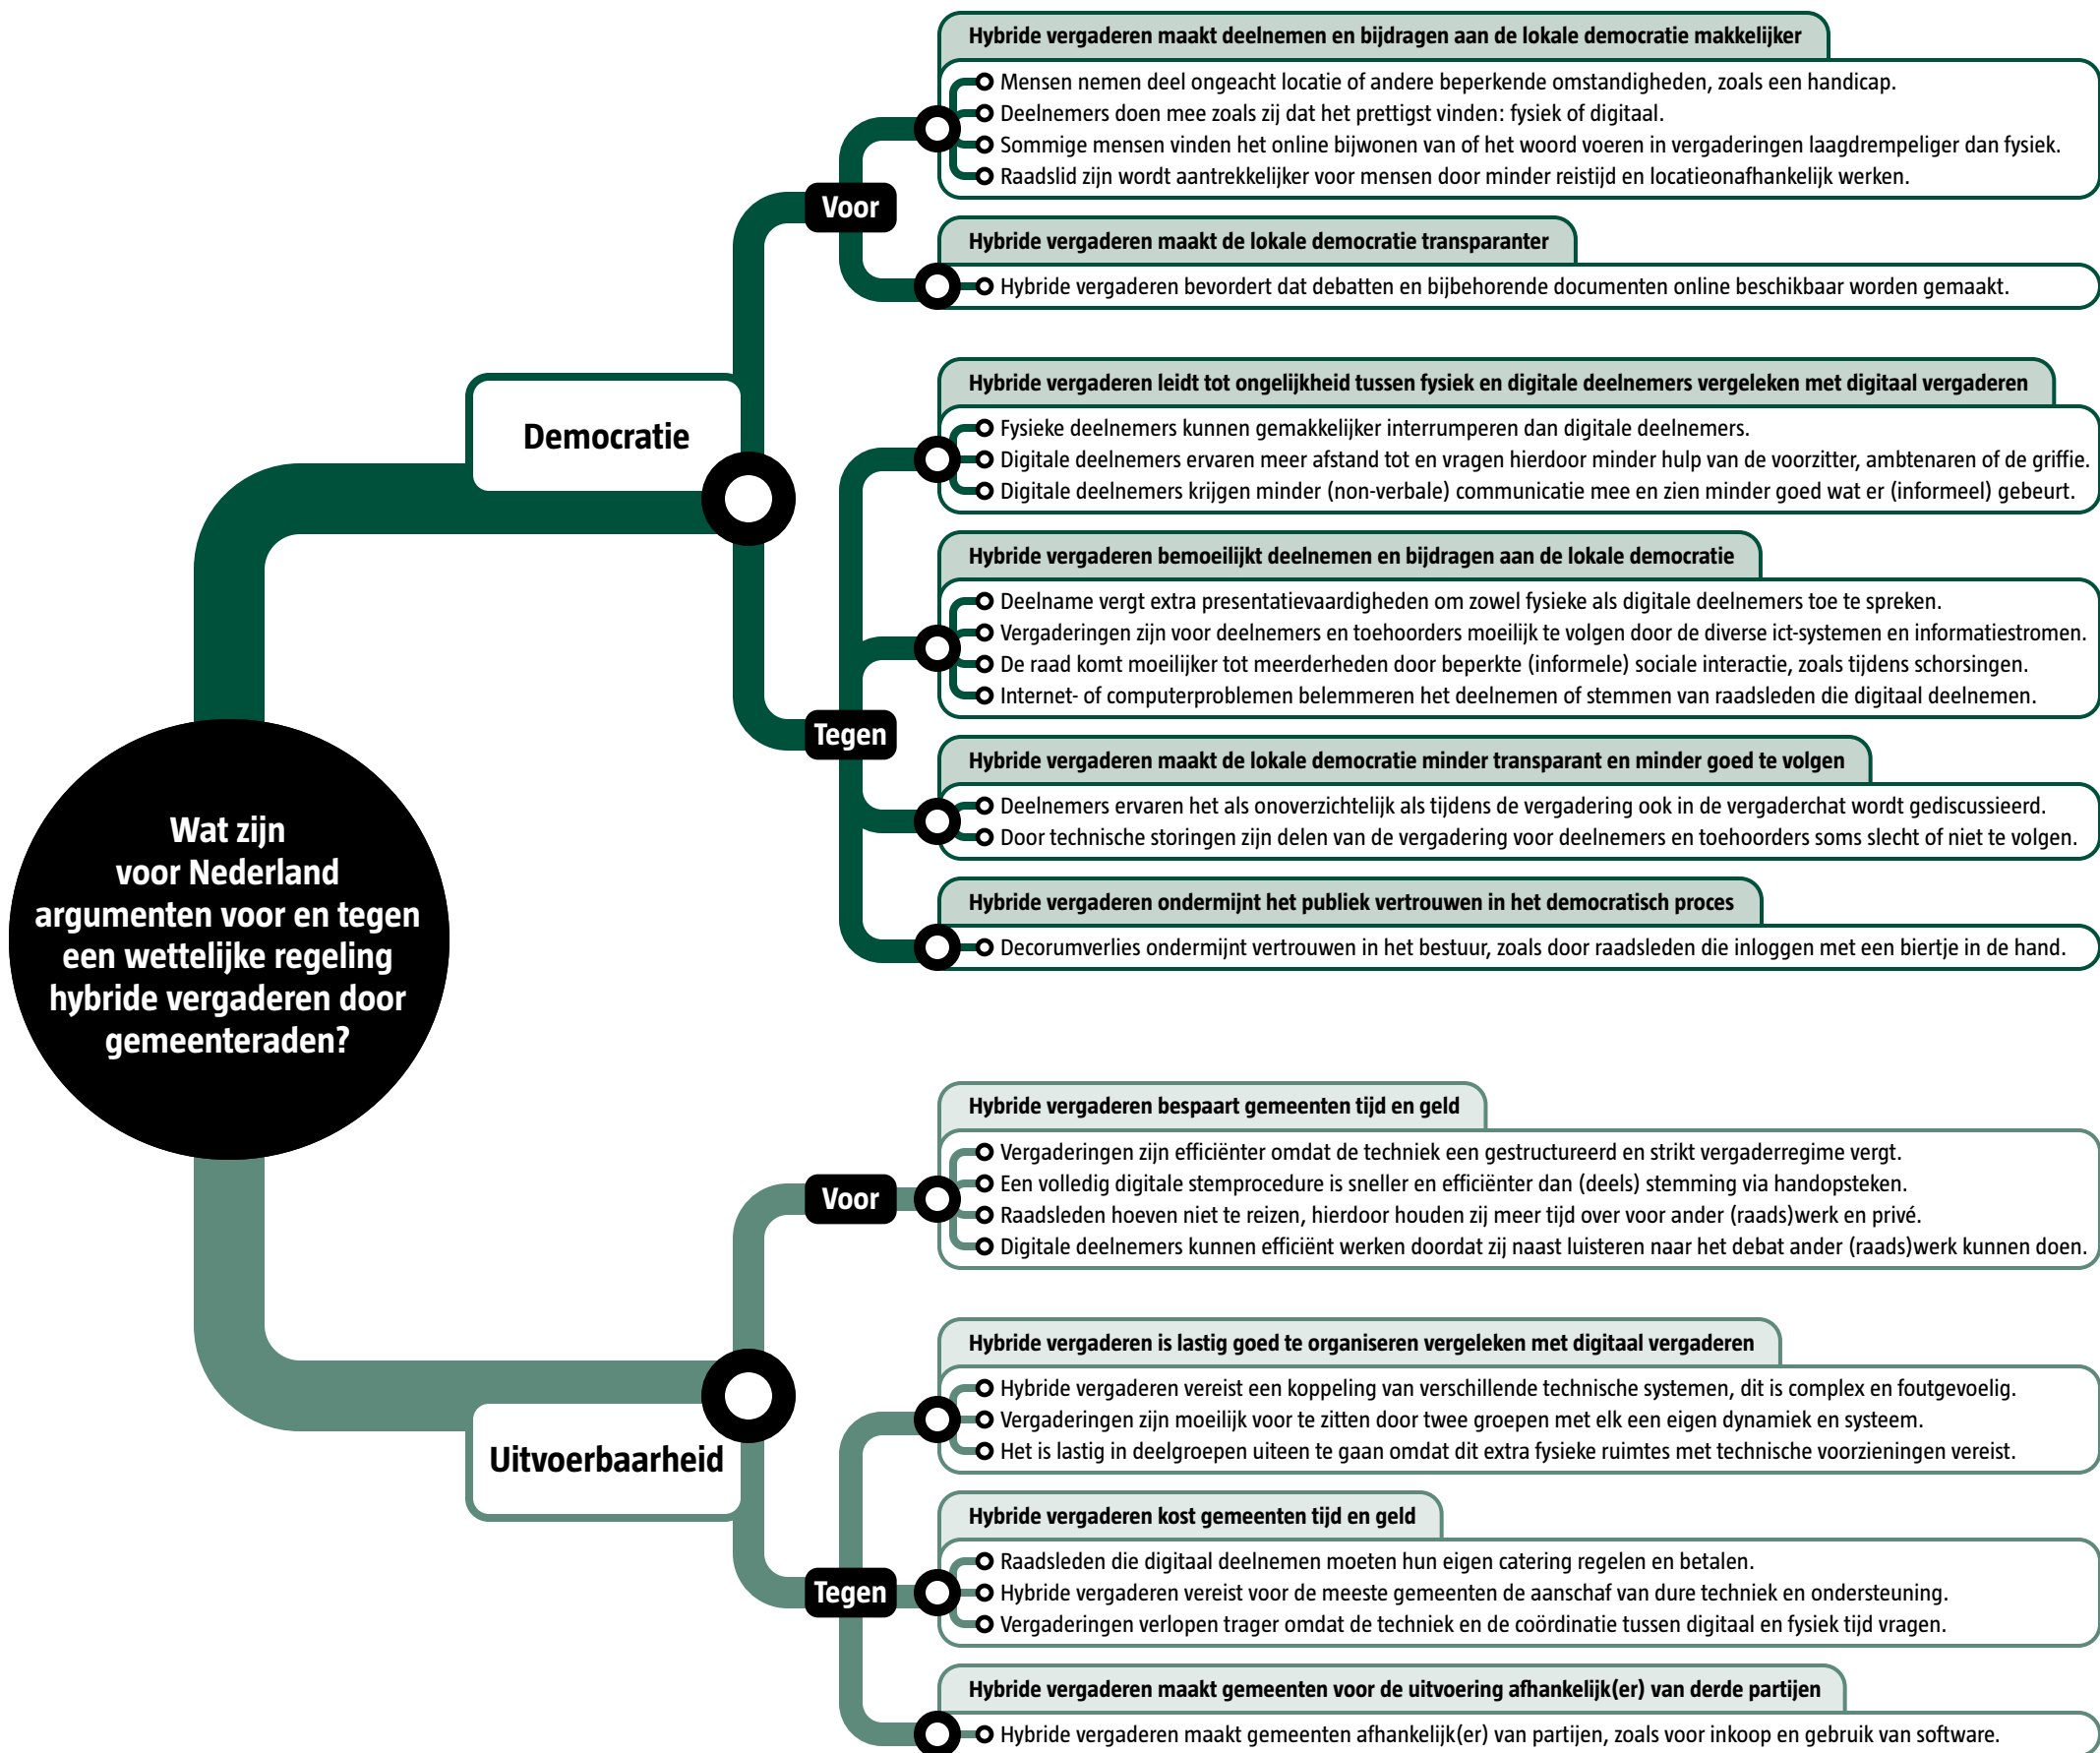 Wat zijn
voor Nederland
argumenten voor en tegen
een wettelijke regeling
hybride vergaderen door
gemeenteraden?
Democratie
Voor
Hybride vergaderen maakt deelnemen en bijdragen aan de lokale democratie makkelijker
Mensen nemen deel ongeacht locatie of andere beperkende omstandigheden, zoals een handicap.
Deelnemers doen mee zoals zij dat het prettigst vinden: fysiek of digitaal.
Sommige mensen vinden het online bijwonen van of het woord voeren in vergaderingen laagdrempeliger dan fysiek.
Raadslid zijn wordt aantrekkelijker voor mensen door minder reistijd en locatieonafhankelijk werken.
Hybride vergaderen maakt de lokale democratie transparanter
Hybride vergaderen bevordert dat debatten en bijbehorende documenten online beschikbaar worden gemaakt.
Tegen
Hybride vergaderen leidt tot ongelijkheid tussen fysiek en digitale deelnemers vergeleken met digitaal vergaderen
Fysieke deelnemers kunnen gemakkelijker interrumperen dan digitale deelnemers.
Digitale deelnemers ervaren meer afstand tot en vragen hierdoor minder hulp van de voorzitter, ambtenaren of de griffie.
Digitale deelnemers krijgen minder (non-verbale) communicatie mee en zien minder goed wat er (informeel) gebeurt.
Hybride vergaderen bemoeilijkt deelnemen en bijdragen aan de lokale democratie
Deelname vergt extra presentatievaardigheden om zowel fysieke als digitale deelnemers toe te spreken.
Vergaderingen zijn voor deelnemers en toehoorders moeilijk te volgen door de diverse ict-systemen en informatiestromen.
De raad komt moeilijker tot meerderheden door beperkte (informele) sociale interactie, zoals tijdens schorsingen.
Internet- of computerproblemen belemmeren het deelnemen of stemmen van raadsleden die digitaal deelnemen.
Hybride vergaderen maakt de lokale democratie minder transparant en minder goed te volgen
Deelnemers ervaren het als onoverzichtelijk als tijdens de vergadering ook in de vergaderchat wordt gediscussieerd.
Door technische storingen zijn delen van de vergadering voor deelnemers en toehoorders soms slecht of niet te volgen.
Hybride vergaderen ondermijnt het publiek vertrouwen in het democratisch proces
Decorumverlies ondermijnt vertrouwen in het bestuur, zoals door raadsleden die inloggen met een biertje in de hand.
Uitvoerbaarheid
Voor
Hybride vergaderen bespaart gemeenten tijd en geld
Vergaderingen zijn efficiënter omdat de techniek een gestructureerd en strikt vergaderregime vergt.
Een volledig digitale stemprocedure is sneller en efficiënter dan (deels) stemming via handopsteken.
Raadsleden hoeven niet te reizen, hierdoor houden zij meer tijd over voor ander (raads)werk en privé.
Digitale deelnemers kunnen efficiënt werken doordat zij naast luisteren naar het debat ander (raads)werk kunnen doen.
Tegen
Hybride vergaderen is lastig goed te organiseren vergeleken met digitaal vergaderen
Hybride vergaderen vereist een koppeling van verschillende technische systemen, dit is complex en foutgevoelig.
Vergaderingen zijn moeilijk voor te zitten door twee groepen met elk een eigen dynamiek en systeem.
Het is lastig in deelgroepen uiteen te gaan omdat dit extra fysieke ruimtes met technische voorzieningen vereist.
Hybride vergaderen kost gemeenten tijd en geld
Raadsleden die digitaal deelnemen moeten hun eigen catering regelen en betalen.
Hybride vergaderen vereist voor de meeste gemeenten de aanschaf van dure techniek en ondersteuning.
Vergaderingen verlopen trager omdat de techniek en de coördinatie tussen digitaal en fysiek tijd vragen.
Hybride vergaderen maakt gemeenten voor de uitvoering afhankelijk(er) van derde partijen
Hybride vergaderen maakt gemeenten afhankelijk(er) van partijen, zoals voor inkoop en gebruik van software.